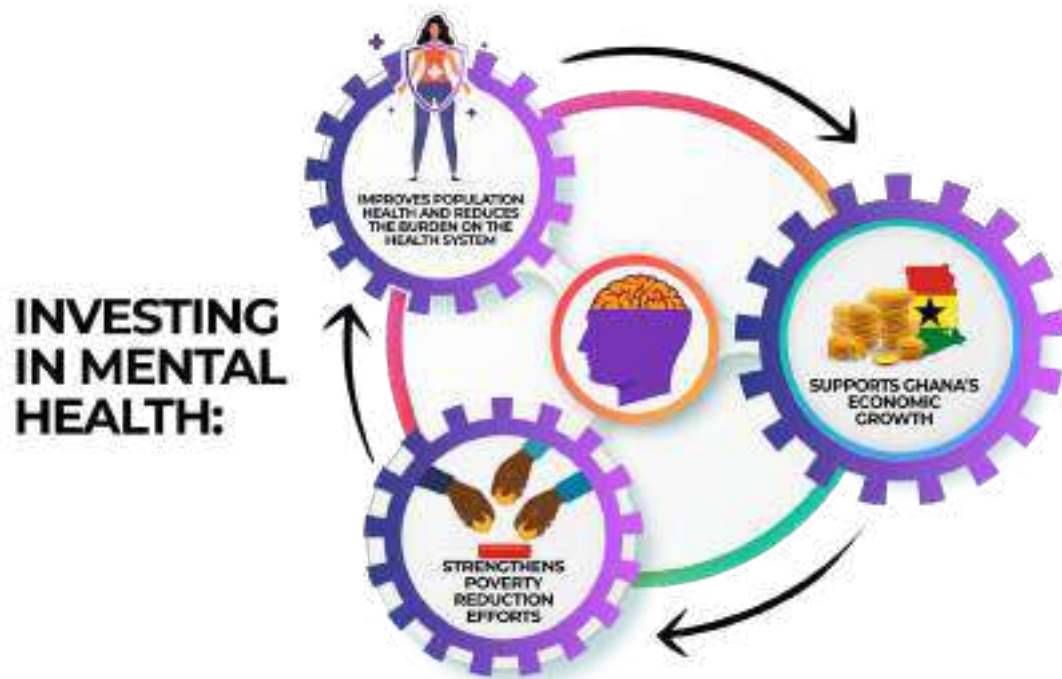 INVESTING
IN MENTAL
HEALTH:
IMPROVES POPULATION
HEALTH AND REDUCES
THE BURDEN ON THE
HEALTH SYSTEM
SUPPORTS GHANA'S
ECONOMIC
GROWTH
STRENGTHENS
POVERTY
REDUCTION
EFFORTS